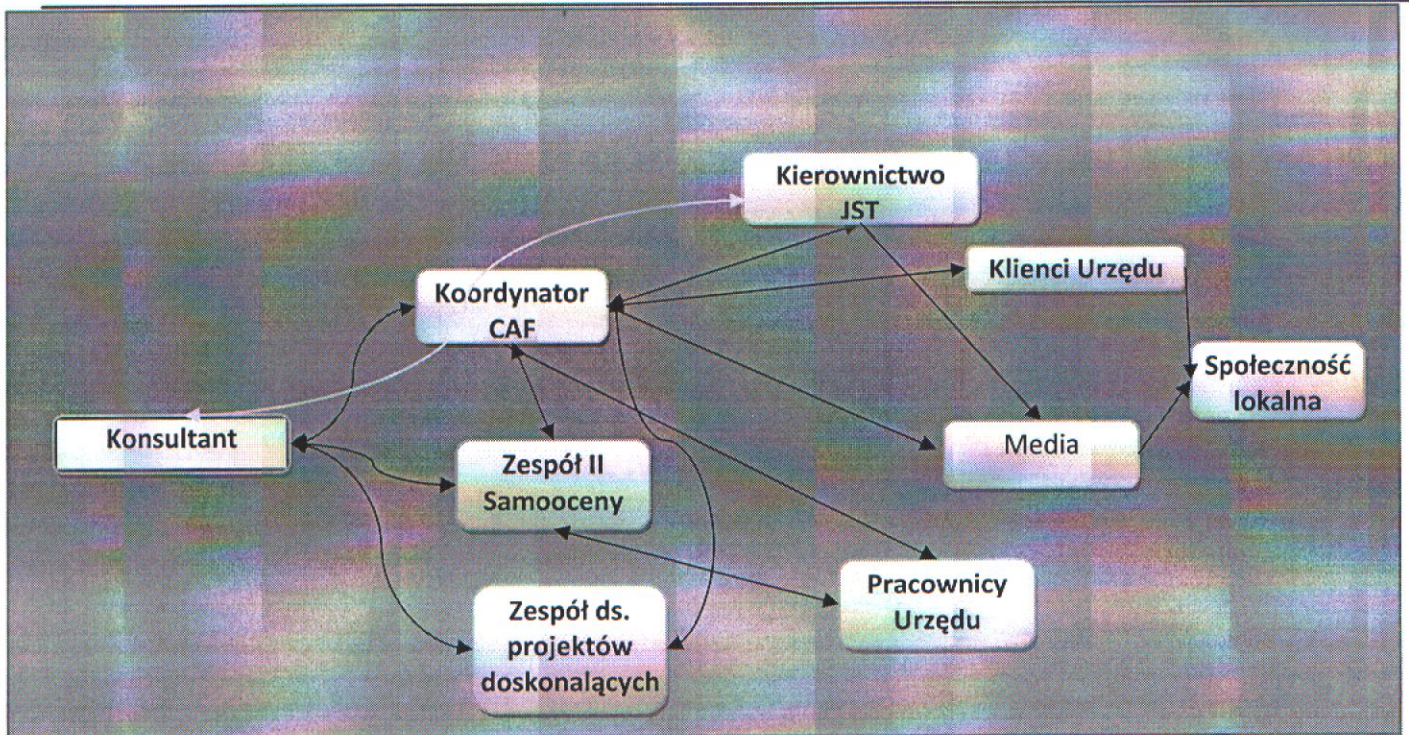 Kierownictwo
JST
Klienci Urzędu
Koordynator
CAF
Społeczność
lokalna
Konsultant
Media
Zespół II
Samooceny
Pracownicy
Urzędu
Zespół ds.
projektów
doskonalących